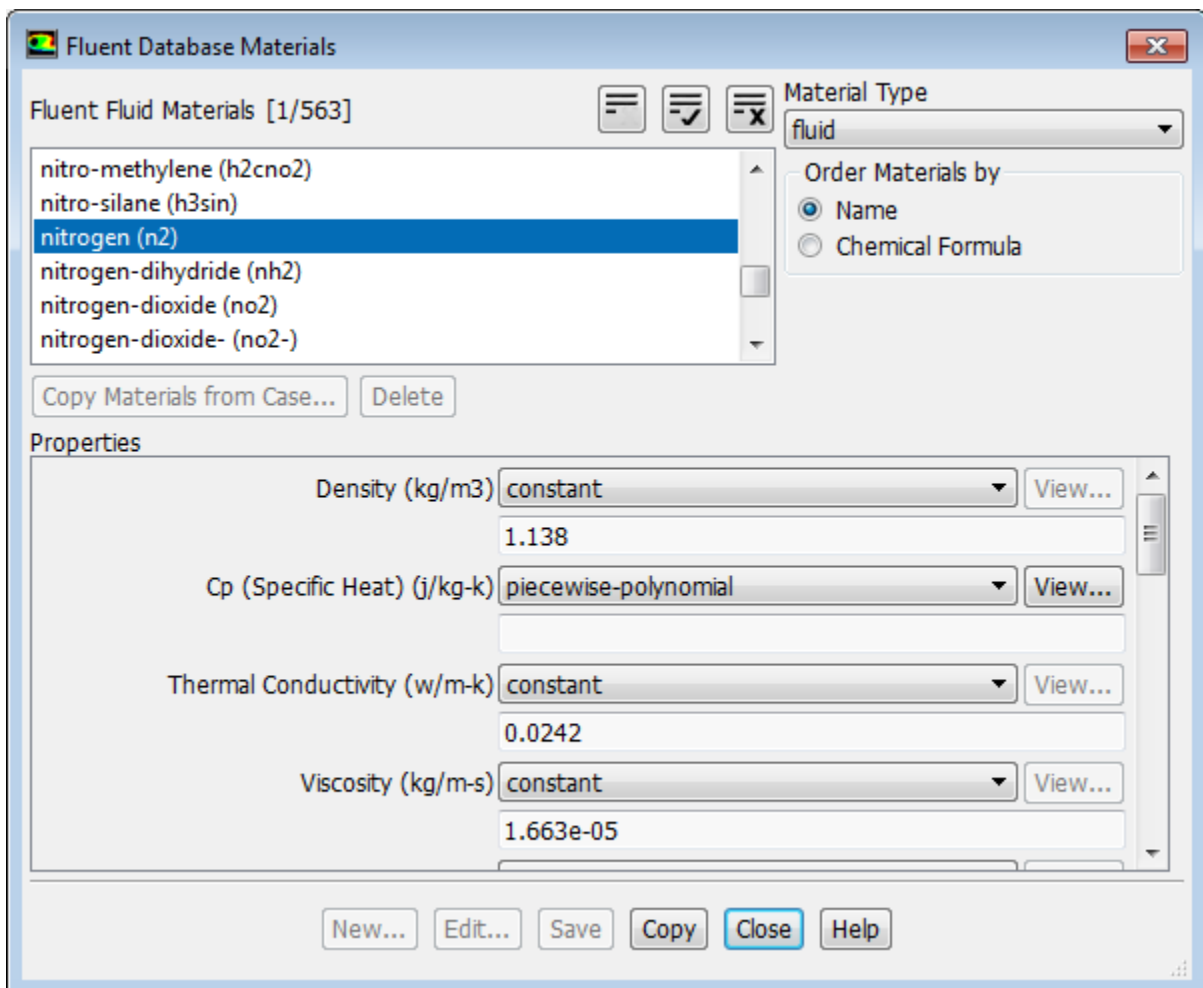 Fluent Database Materials
Fluent Fluid Materials [1/563]
Material Type
fluid
Order Materials by
Name
Chemical Formula
nitro-methylene (h2cno2)
nitro-silane (h3sin)
nitrogen (n2)
nitrogen-dihydride (nh2)
nitrogen-dioxide (no2)
nitrogen-dioxide- (no2-)
Copy Materials from Case... Delete
Properties
Density (kg/m3) constant View...
1.138
Cp (Specific Heat) (j/kg-k) piecewise-polynomial View...
Thermal Conductivity (w/m-k) constant View...
0.0242
Viscosity (kg/m-s) constant View...
1.663e-05
New... Edit... Save Copy Close Help